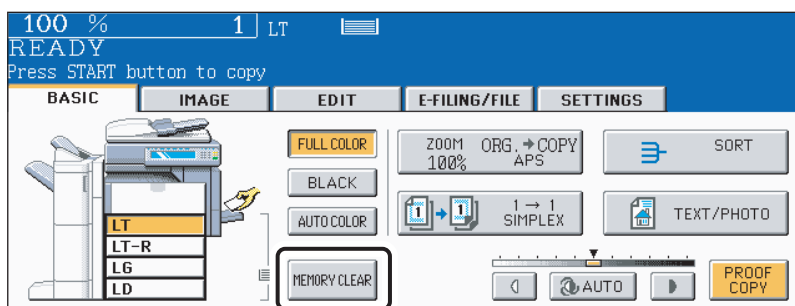 100 % 1 LT
READY
Press START button to copy
BASIC IMAGE EDIT E-FILING/FILE SETTINGS
FULL COLOR
BLACK
AUTO COLOR
MEMORY CLEAR
LT
LT-R
LG
LD
ZOOM ORG.→COPY
100% APS
SORT
1 → 1
SIMPLEX
1 1
TEXT/PHOTO
AUTO
PROOF
COPY